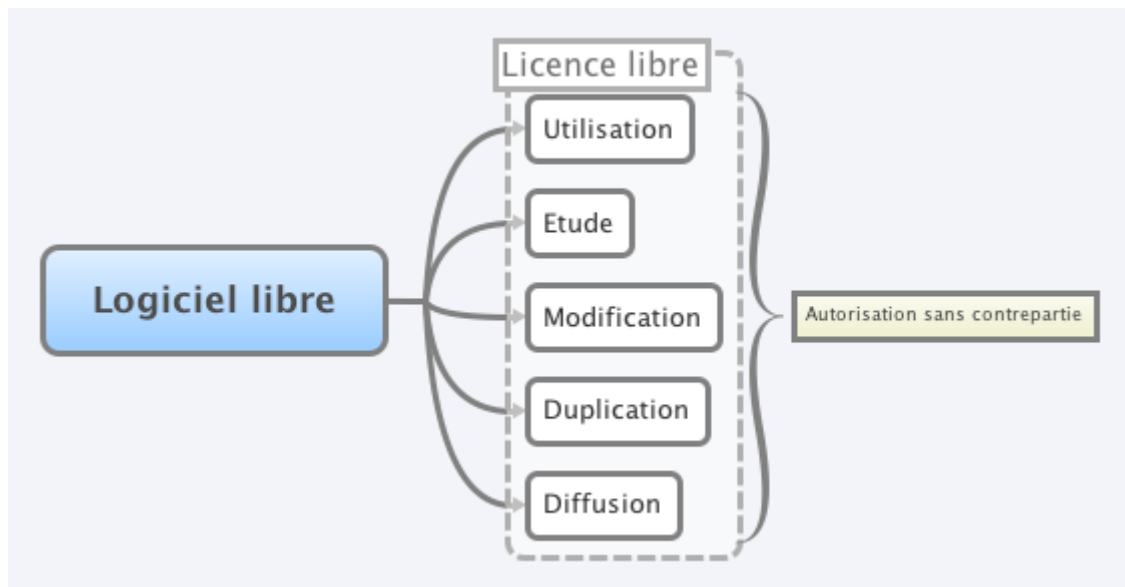 Licence libre
Utilisation
Etude
Logiciel libre
Modification
Autorisation sans contrepartie
Duplication
Diffusion